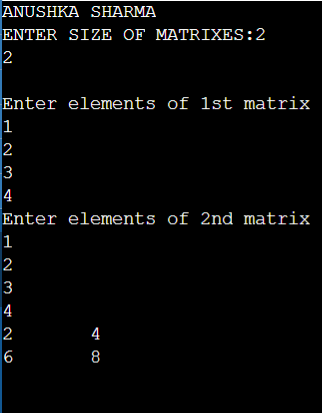 ANUSHKA SHARMA
ENTER SIZE OF MATRIXES:2
2
Enter elements of 1st matrix
1
2
3
4
Enter elements of 2nd matrix
1
2
3
4
2 4
6 8